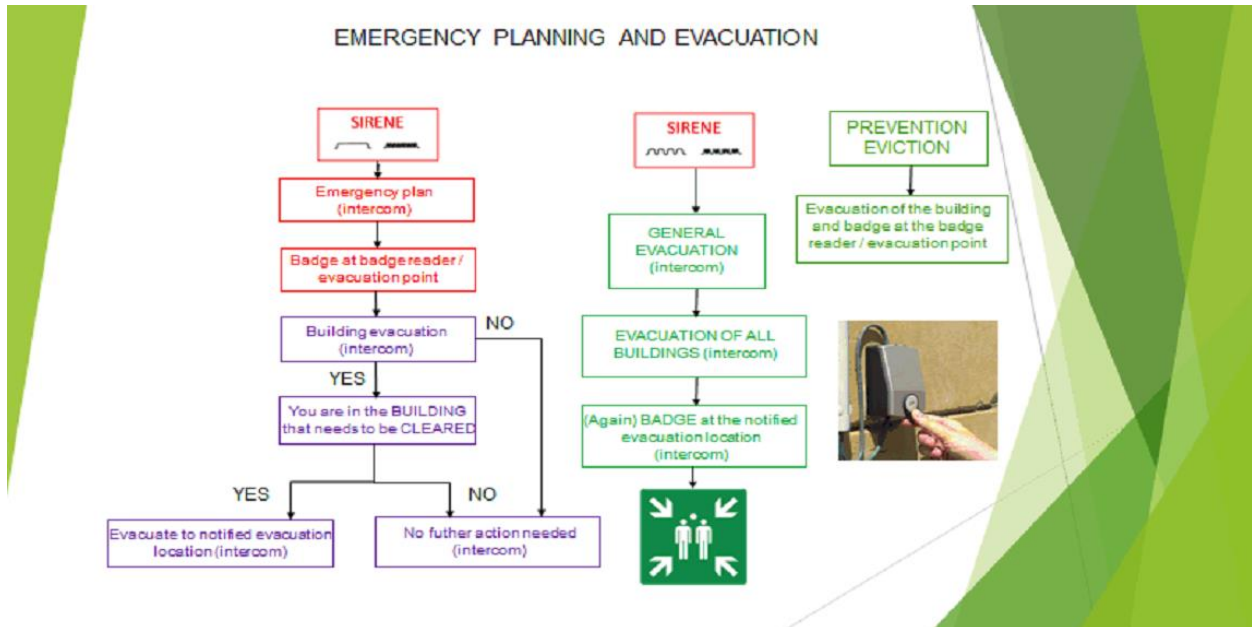 EMERGENCY PLANNING AND EVACUATION
SIRENE
Emergency plan
(intercom)
Badge at badge reader /
evacuation point
Building evacuation
(intercom)
NO
YES
You are in the BUILDING
that needs to be CLEARED
YES
NO
Evacuate to notified evacuation
location (intercom)
No futher action needed
(intercom)
SIRENE
GENERAL
EVACUATION
(intercom)
EVACUATION OF ALL
BUILDINGS (intercom)
(Again) BADGE at the notified
evacuation location
(intercom)
PREVENTION
EVICTION
Evacuation of the building
and badge at the badge
reader / evacuation point